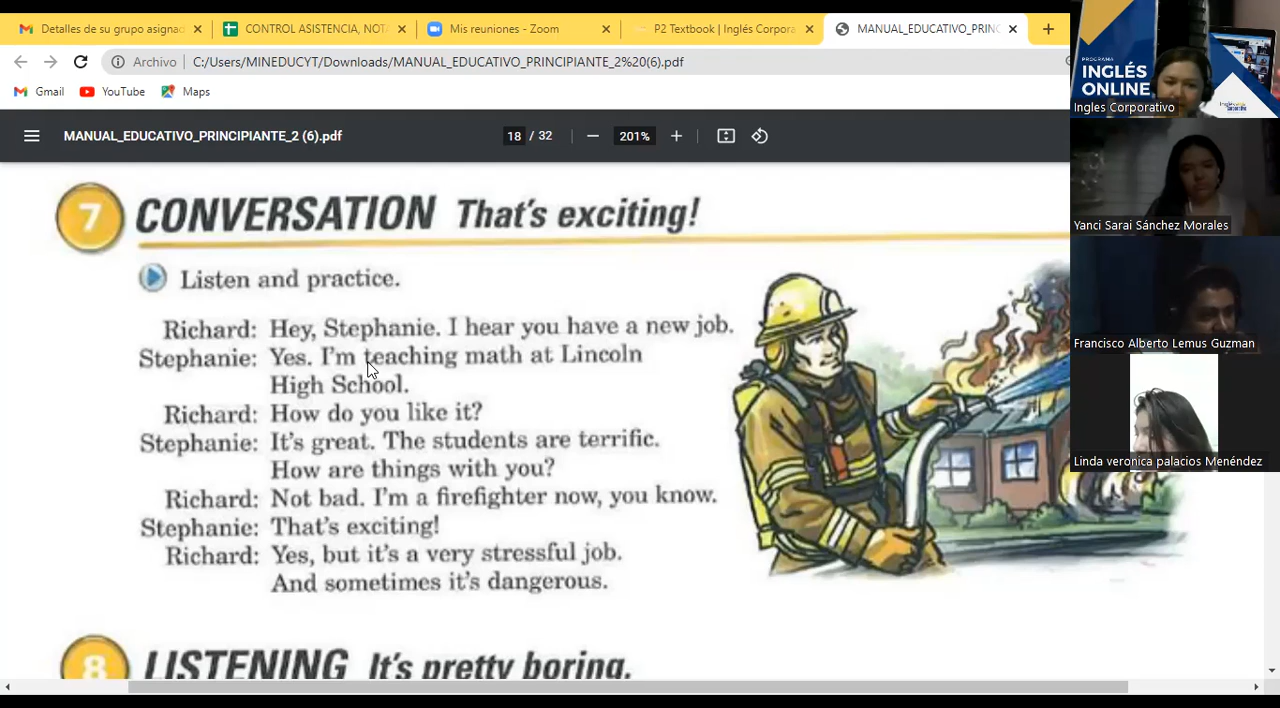 Detalles de su grupo asignad
CONTROL ASISTENCIA, NOT
Mis reuniones - Zoom
P2 Textbook | Inglés Corpora
MANUAL_EDUCATIVO_PRIN
Archivo
C:/Users/MINEDUCYT/Downloads/MANUAL_EDUCATIVO_PRINCIPIANTE_2%20(6).pdf
Gmail
YouTube
Maps
MANUAL_EDUCATIVO_PRINCIPIANTE_2 (6).pdf
18 / 32
201%
7 CONVERSATION That's exciting!
Listen and practice.
Richard: Hey, Stephanie. I hear you have a new job.
Stephanie: Yes. I'm teaching math at Lincoln
High School.
Richard: How do you like it?
Stephanie: It's great. The students are terrific.
How are things with you?
Richard: Not bad. I'm a firefighter now, you know.
Stephanie: That's exciting!
Richard: Yes, but it's a very stressful job.
And sometimes it's dangerous.
8 LISTENING It's pretty boring.
PROGRAMA
INGLÉS
ONLINE
Ingles Corporativo
Yanci Sarai Sánchez Morales
Francisco Alberto Lemus Guzman
Linda veronica palacios Menéndez